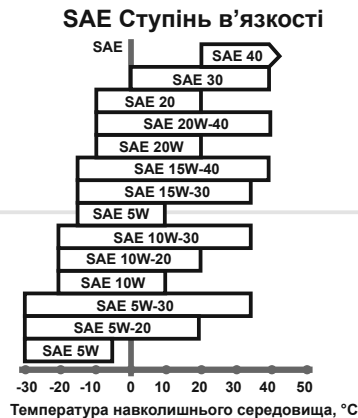 SAE Ступінь в’язкості
SAE
SAE 40
SAE 30
SAE 20
SAE 20W-40
SAE 20W
SAE 15W-40
SAE 15W-30
SAE 5W
SAE 10W-30
SAE 10W-20
SAE 10W
SAE 5W-30
SAE 5W-20
SAE 5W
-30 -20 -10 0 10 20 30 40 50
Температура навколишнього середовища, °C